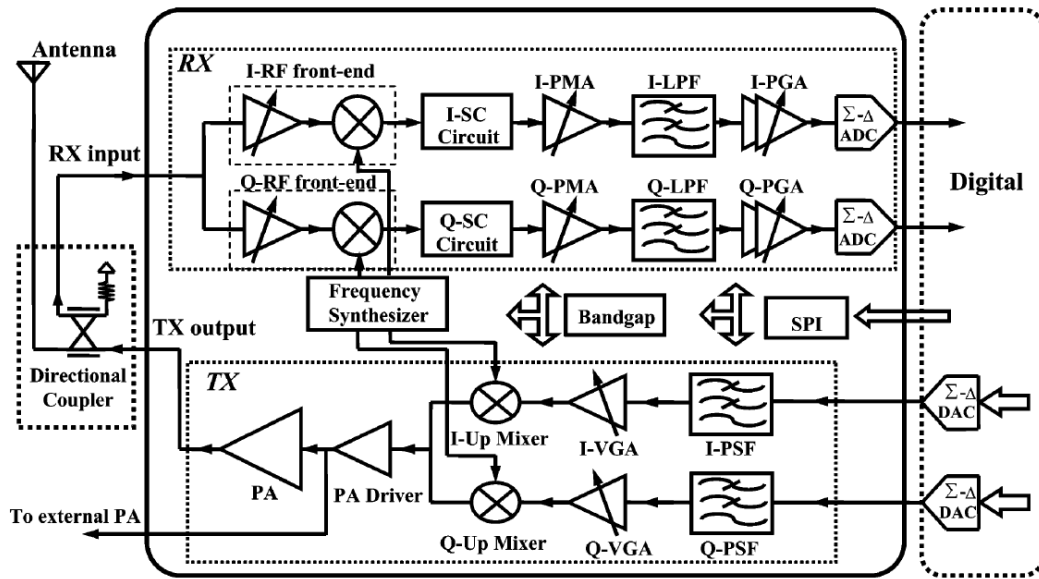 Antenna
RX
I-RF front-end
I-PMA
I-LPF
I-PGA
I-SC
Circuit
Σ-Δ
ADC
RX input
Q-RF front-end
Q-PMA
Q-LPF
Q-PGA
Digital
Q-SC
Circuit
Σ-Δ
ADC
Frequency
Synthesizer
Bandgap
SPI
TX output
Directional
Coupler
TX
Σ-Δ
DAC
I-Up Mixer
I-VGA
I-PSF
PA
PA Driver
Σ-Δ
DAC
To external PA
Q-Up Mixer
Q-VGA
Q-PSF